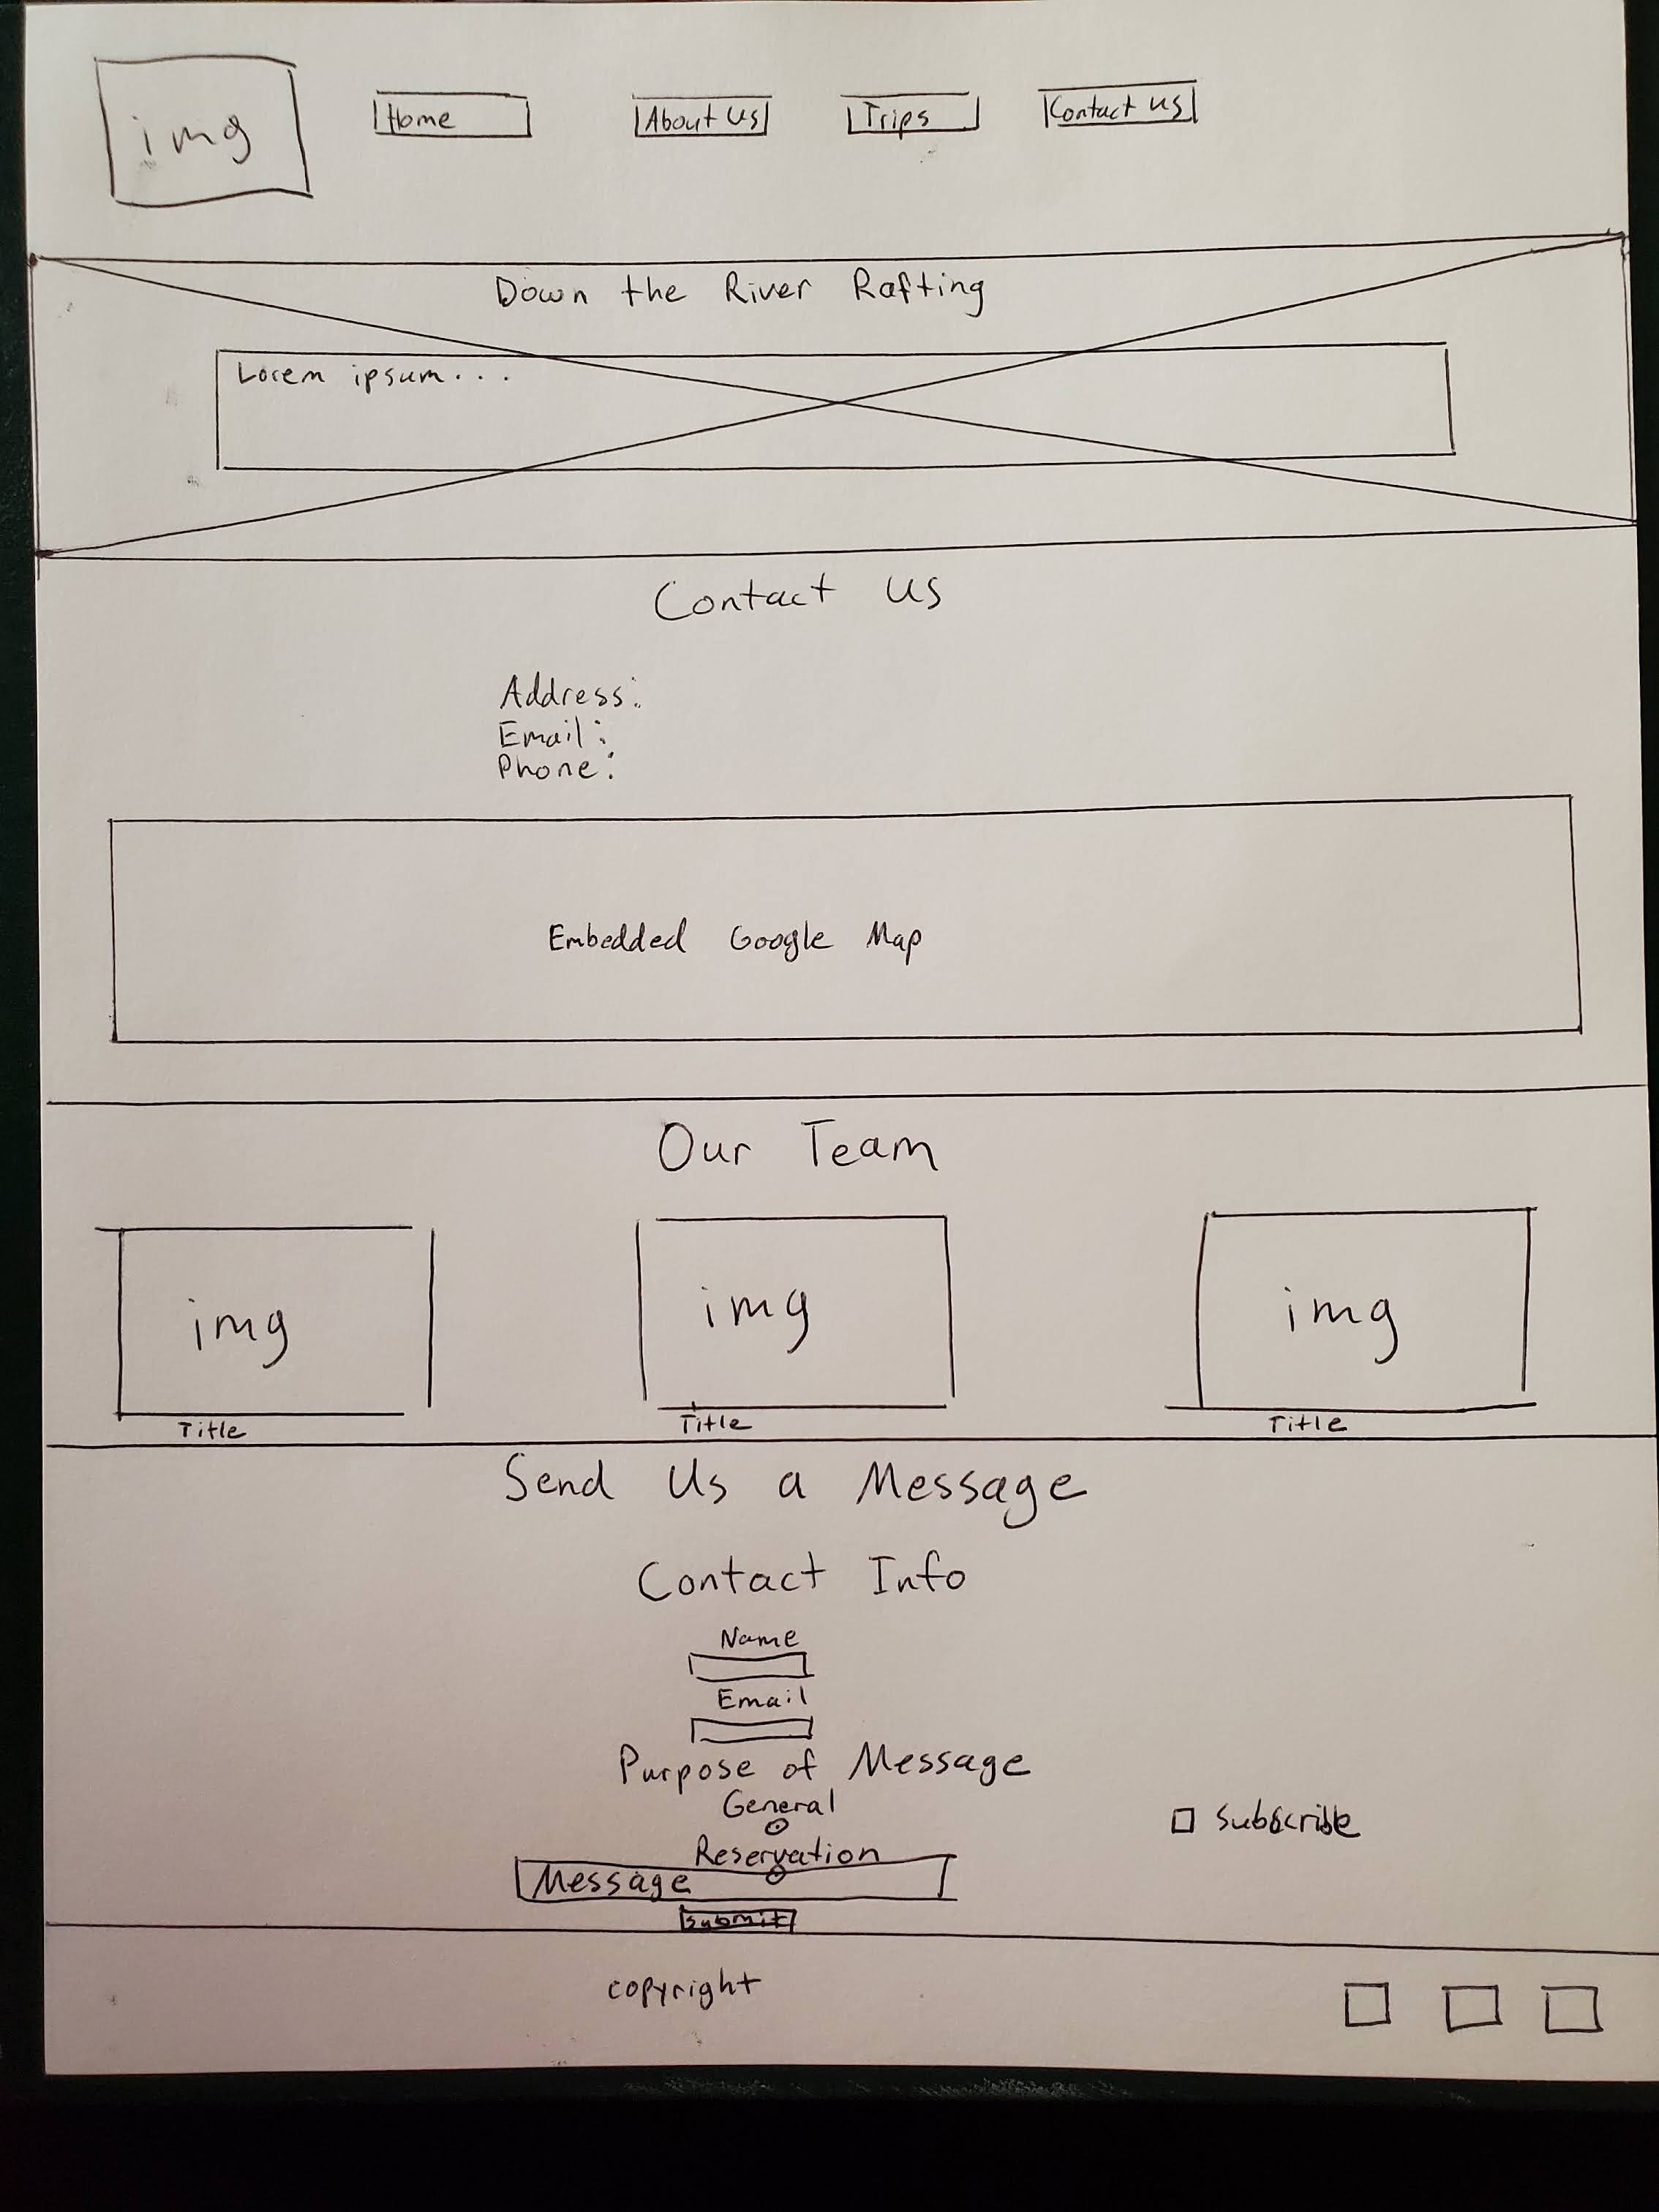 img
Home About Us Trips Contact Us
Down the River Rafting
Lorem ipsum...
Contact Us
Address:
Email:
Phone:
Embedded Google Map
Our Team
img img img
Title Title Title
Send Us a Message
Contact Info
Name
Email
Purpose of Message
General
Subscribe
Reservation
Message
Submit
copyright